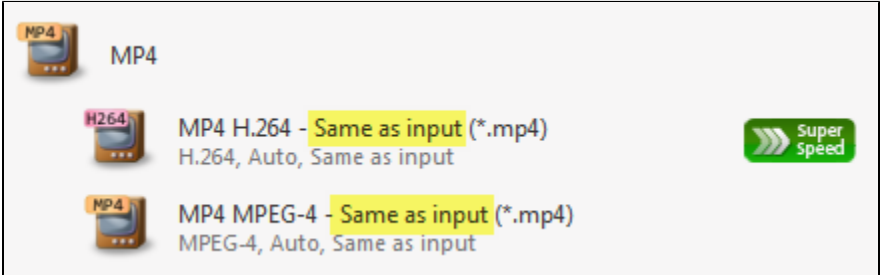 MP4
MP4
H264
MP4 H.264 - Same as input (*.mp4)
H.264, Auto, Same as input
Super
Speed
MP4
MP4 MPEG-4 - Same as input (*.mp4)
MPEG-4, Auto, Same as input